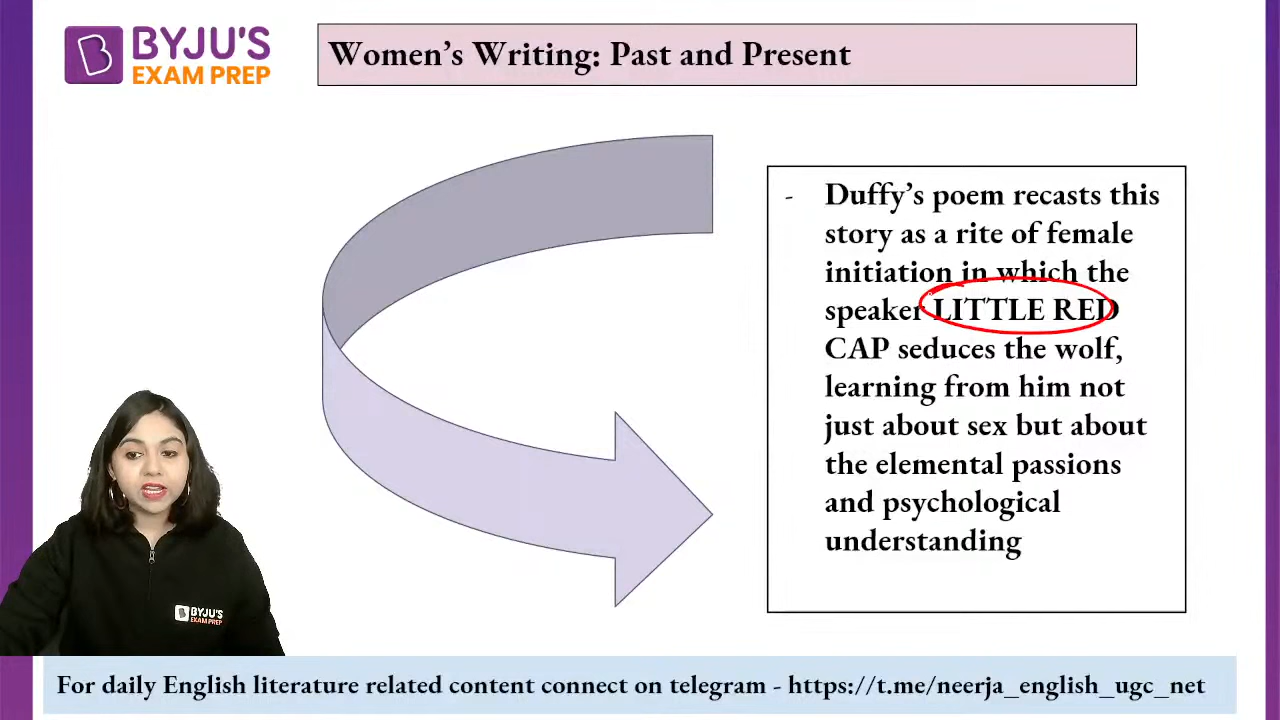 BYJU'S
EXAM PREP
Women's Writing: Past and Present
- Duffy's poem recasts this
story as a rite of female
initiation in which the
speaker LITTLE RED
CAP seduces the wolf,
learning from him not
just about sex but about
the elemental passions
and psychological
understanding
BYJU'S
EXAM PREP
For daily English literature related content connect on telegram - https://t.me/neerja_english_ugc_net